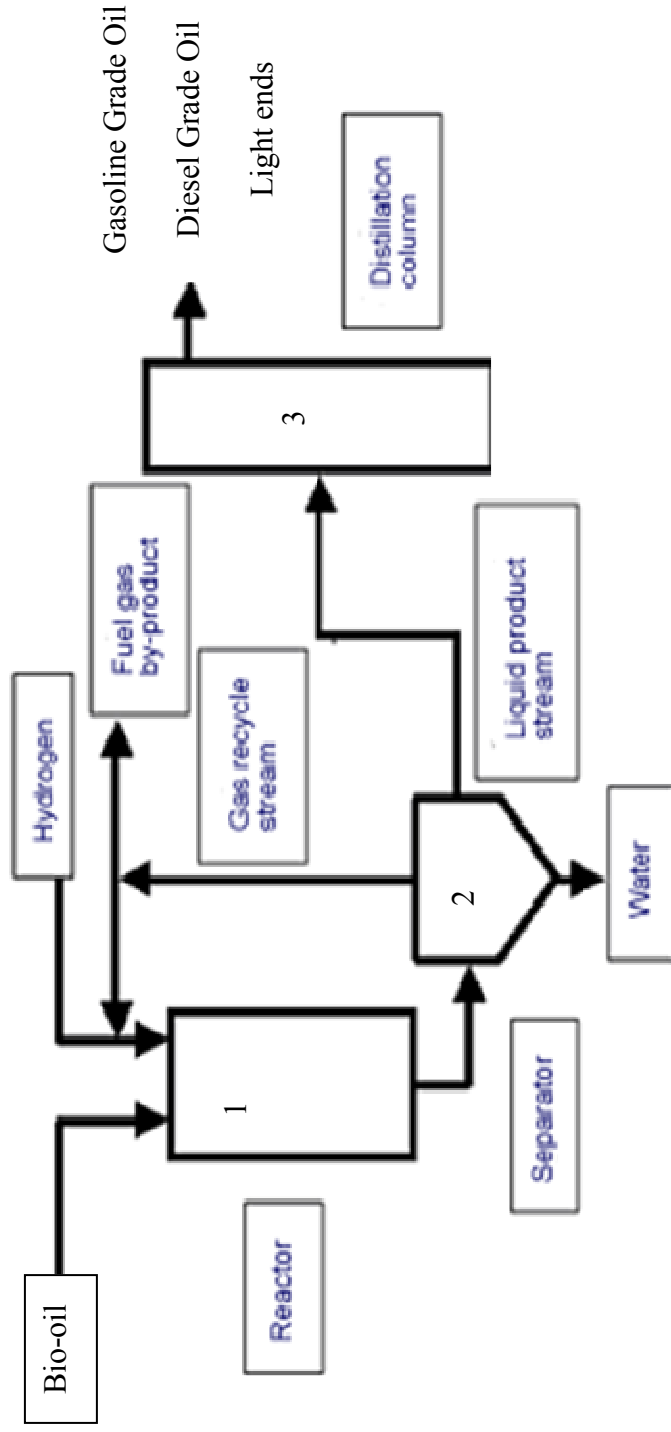 Bio-oil
Hydrogen
Fuel gas
by-product
Gas recycle
stream
Reactor
1
Separator
2
Water
Liquid product
stream
3
Distillation
column
Gasoline Grade Oil
Diesel Grade Oil
Light ends